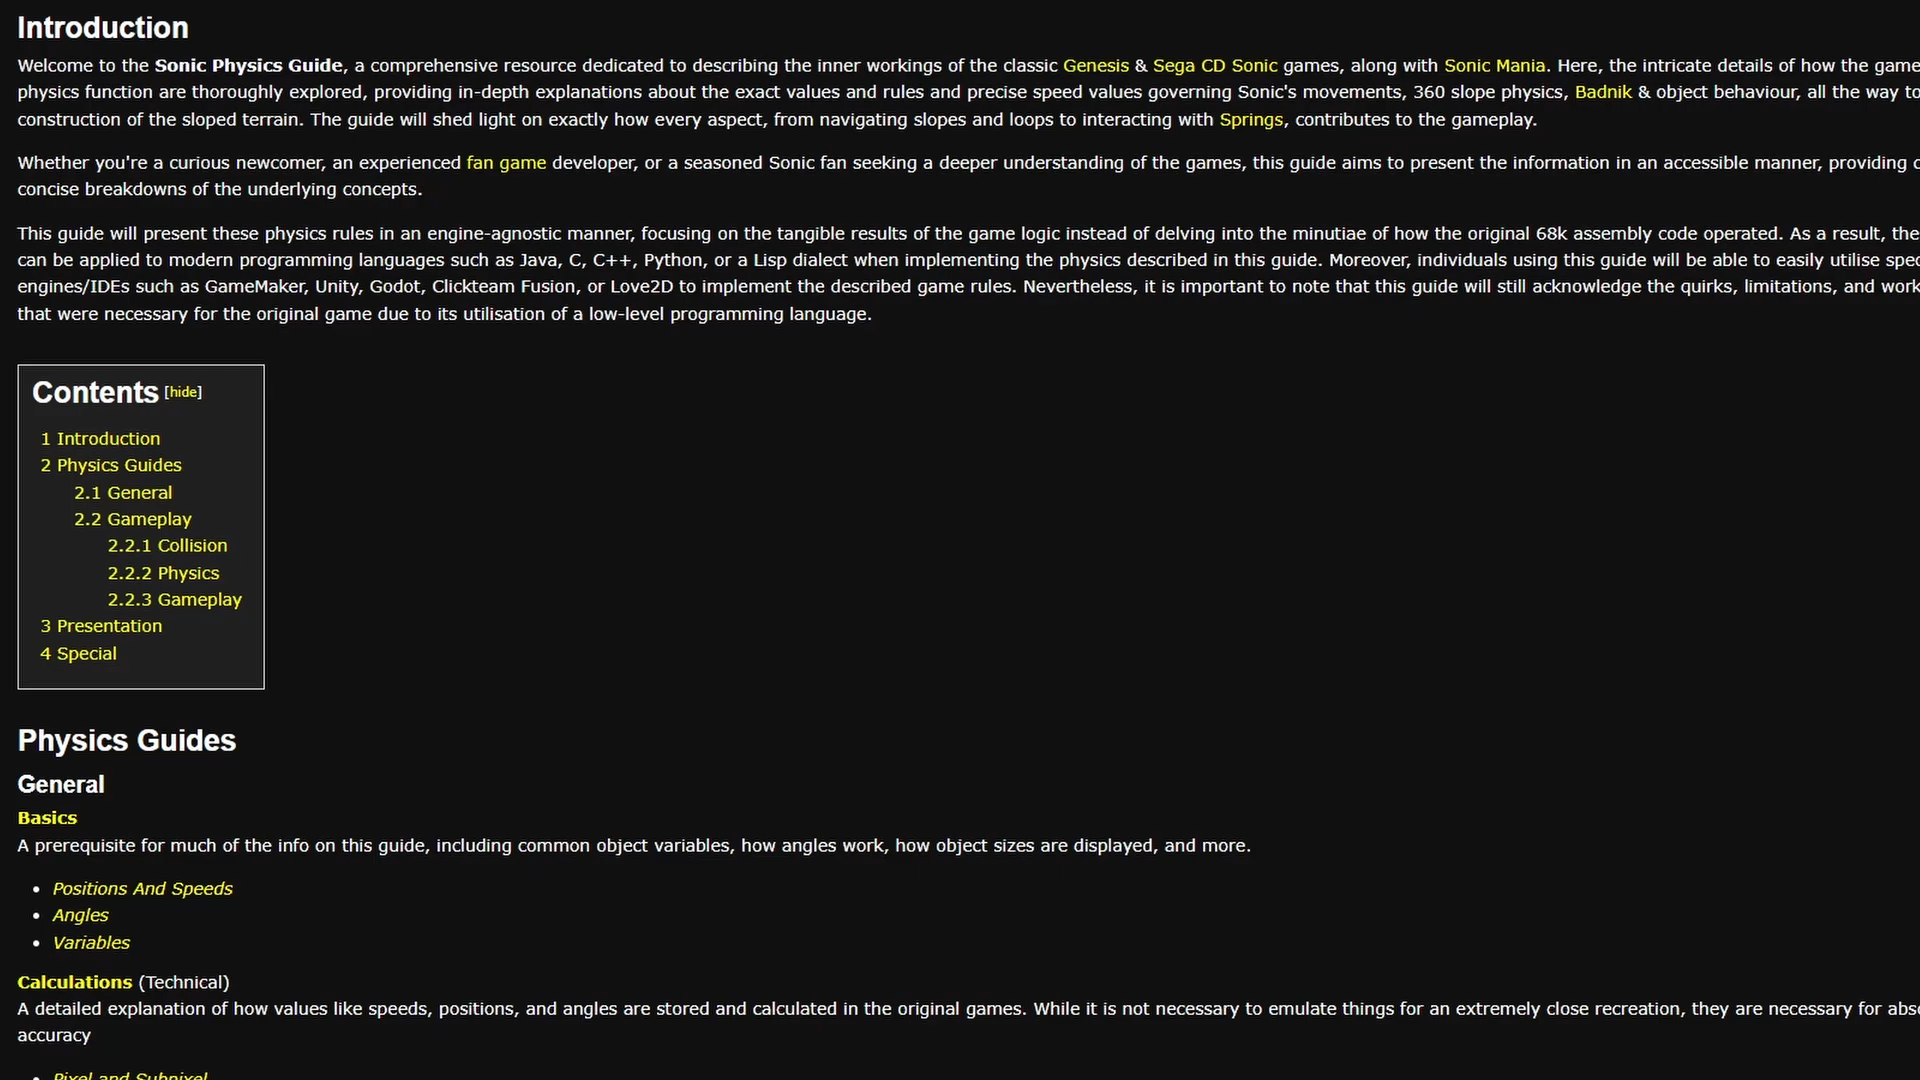 Introduction
Welcome to the Sonic Physics Guide, a comprehensive resource dedicated to describing the inner workings of the classic Genesis & Sega CD Sonic games, along with Sonic Mania. Here, the intricate details of how the game
physics function are thoroughly explored, providing in-depth explanations about the exact values and rules and precise speed values governing Sonic's movements, 360 slope physics, Badnik & object behaviour, all the way to
construction of the sloped terrain. The guide will shed light on exactly how every aspect, from navigating slopes and loops to interacting with Springs, contributes to the gameplay.
Whether you're a curious newcomer, an experienced fan game developer, or a seasoned Sonic fan seeking a deeper understanding of the games, this guide aims to present the information in an accessible manner, providing
concise breakdowns of the underlying concepts.
This guide will present these physics rules in an engine-agnostic manner, focusing on the tangible results of the game logic instead of delving into the minutiae of how the original 68k assembly code operated. As a result, the
can be applied to modern programming languages such as Java, C, C++, Python, or a Lisp dialect when implementing the physics described in this guide. Moreover, individuals using this guide will be able to easily utilise
engines/IDEs such as GameMaker, Unity, Godot, Clickteam Fusion, or Love2D to implement the described game rules. Nevertheless, it is important to note that this guide will still acknowledge the quirks, limitations, and work
that were necessary for the original game due to its utilisation of a low-level programming language.
Contents [hide]
1 Introduction
2 Physics Guides
2.1 General
2.2 Gameplay
2.2.1 Collision
2.2.2 Physics
2.2.3 Gameplay
3 Presentation
4 Special
Physics Guides
General
Basics
A prerequisite for much of the info on this guide, including common object variables, how angles work, how object sizes are displayed, and more.
• Positions And Speeds
• Angles
• Variables
Calculations (Technical)
A detailed explanation of how values like speeds, positions, and angles are stored and calculated in the original games. While it is not necessary to emulate things for an extremely close recreation, they are necessary for
accuracy
• Pixel and Subpixel